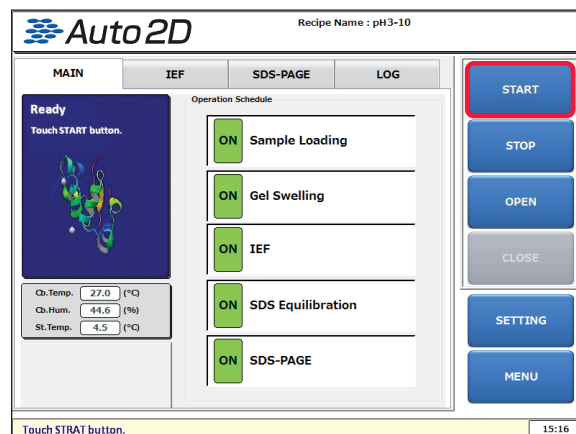 Auto2D
Recipe Name : pH3-10
MAIN
IEF
SDS-PAGE
LOG
Ready
Touch START button.
Operation Schedule
ON Sample Loading
ON Gel Swelling
ON IEF
ON SDS Equilibration
ON SDS-PAGE
Cb.Temp. 27.0 (°C)
Cb.Hum. 44.6 (%)
St.Temp. 4.5 (°C)
START
STOP
OPEN
CLOSE
SETTING
MENU
Touch STRAT button.
15:16